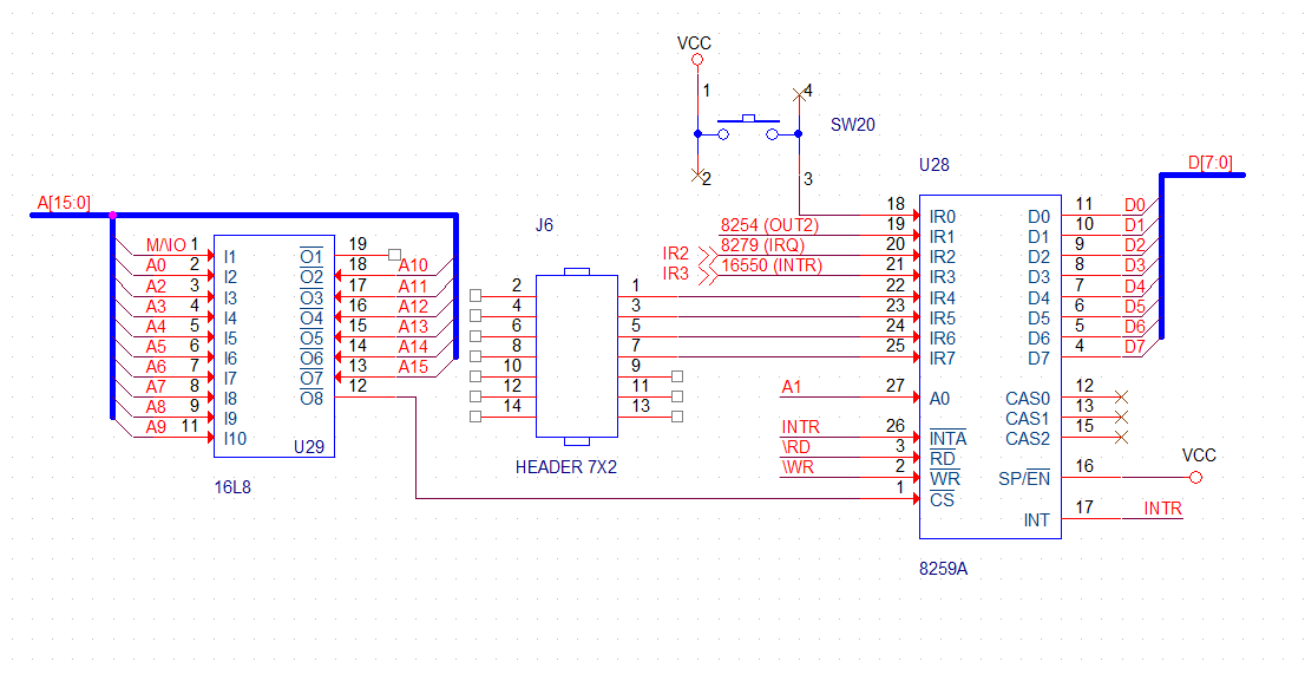 VCC
1
4
SW20
2
3
U28
D[7:0]
A[15:0]
J6
M/\IO 1 I1 O1 19
A0 2 I2 O2 18 A10
A2 3 I3 O3 17 A11
A3 4 I4 O4 16 A12
A4 5 I5 O5 15 A13
A5 6 I6 O6 14 A14
A6 7 I7 O7 13 A15
A7 8 I8 O8 12
A8 9 I9
A9 11 I10
U29
16L8
2 1
4 3
6 5
8 7
10 9
12 11
14 13
HEADER 7X2
18 IR0 D0 11 D0
8254 (OUT2) 19 IR1 D1 10 D1
IR2 8279 (IRQ) 20 IR2 D2 9 D2
IR3 16550 (INTR) 21 IR3 D3 8 D3
22 IR4 D4 7 D4
23 IR5 D5 6 D5
24 IR6 D6 5 D6
25 IR7 D7 4 D7
A1 27 A0 CAS0 12
CAS1 13
INTR 26 INTA CAS2 15
\RD 3 RD
\WR 2 WR SP/EN 16 VCC
1 CS
INT 17 INTR
8259A